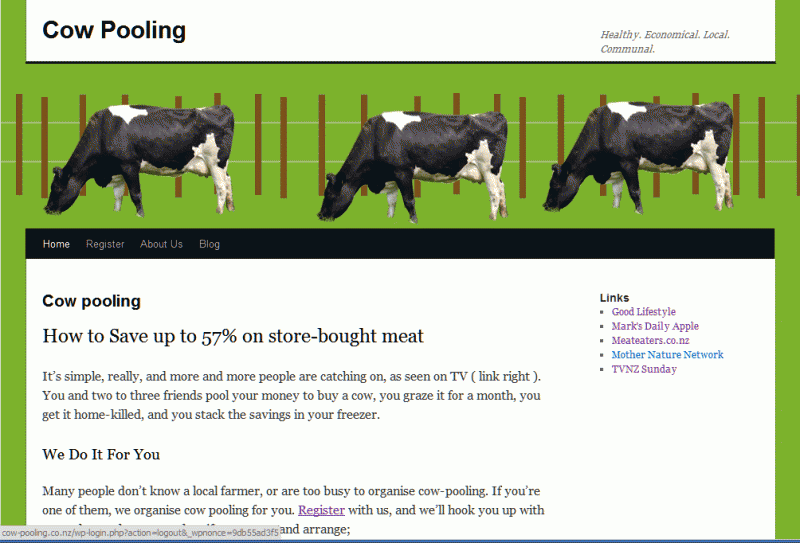 Cow Pooling
Healthy. Economical. Local.
Communal.
Home Register About Us Blog
Cow pooling
How to Save up to 57% on store-bought meat
It's simple, really, and more and more people are catching on, as seen on TV ( link right ).
You and two to three friends pool your money to buy a cow, you graze it for a month, you
get it home-killed, and you stack the savings in your freezer.
We Do It For You
Many people don't know a local farmer, or are too busy to organise cow-pooling. If you're
one of them, we organise cow pooling for you. Register with us, and we'll hook you up with
and arrange;
Links
Good Lifestyle
Mark's Daily Apple
Meateaters.co.nz
Mother Nature Network
TVNZ Sunday
cow-pooling.co.nz/wp-login.php?action=logout&_wpnonce=9db55ad3f5